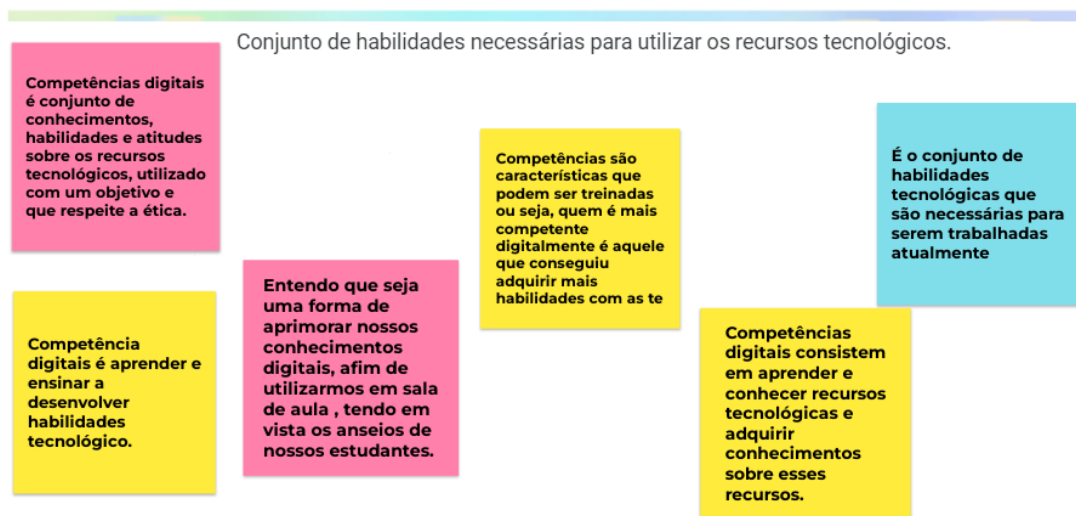 Conjunto de habilidades necessárias para utilizar os recursos tecnológicos.
Competências digitais
é conjunto de
conhecimentos,
habilidades e atitudes
sobre os recursos
tecnológicos, utilizado
com um objetivo e
que respeite a ética.
Competências são
características que
podem ser treinadas
ou seja, quem é mais
competente
digitalmente é aquele
que conseguiu
adquirir mais
habilidades com as te
É o conjunto de
habilidades
tecnológicas que
são necessárias para
serem trabalhadas
atualmente
Competência
digitais é aprender e
ensinar a
desenvolver
habilidades
tecnológico.
Entendo que seja
uma forma de
aprimorar nossos
conhecimentos
digitais, afim de
utilizarmos em sala
de aula , tendo em
vista os anseios de
nossos estudantes.
Competências
digitais consistem
em aprender e
conhecer recursos
tecnológicas e
adquirir
conhecimentos
sobre esses
recursos.